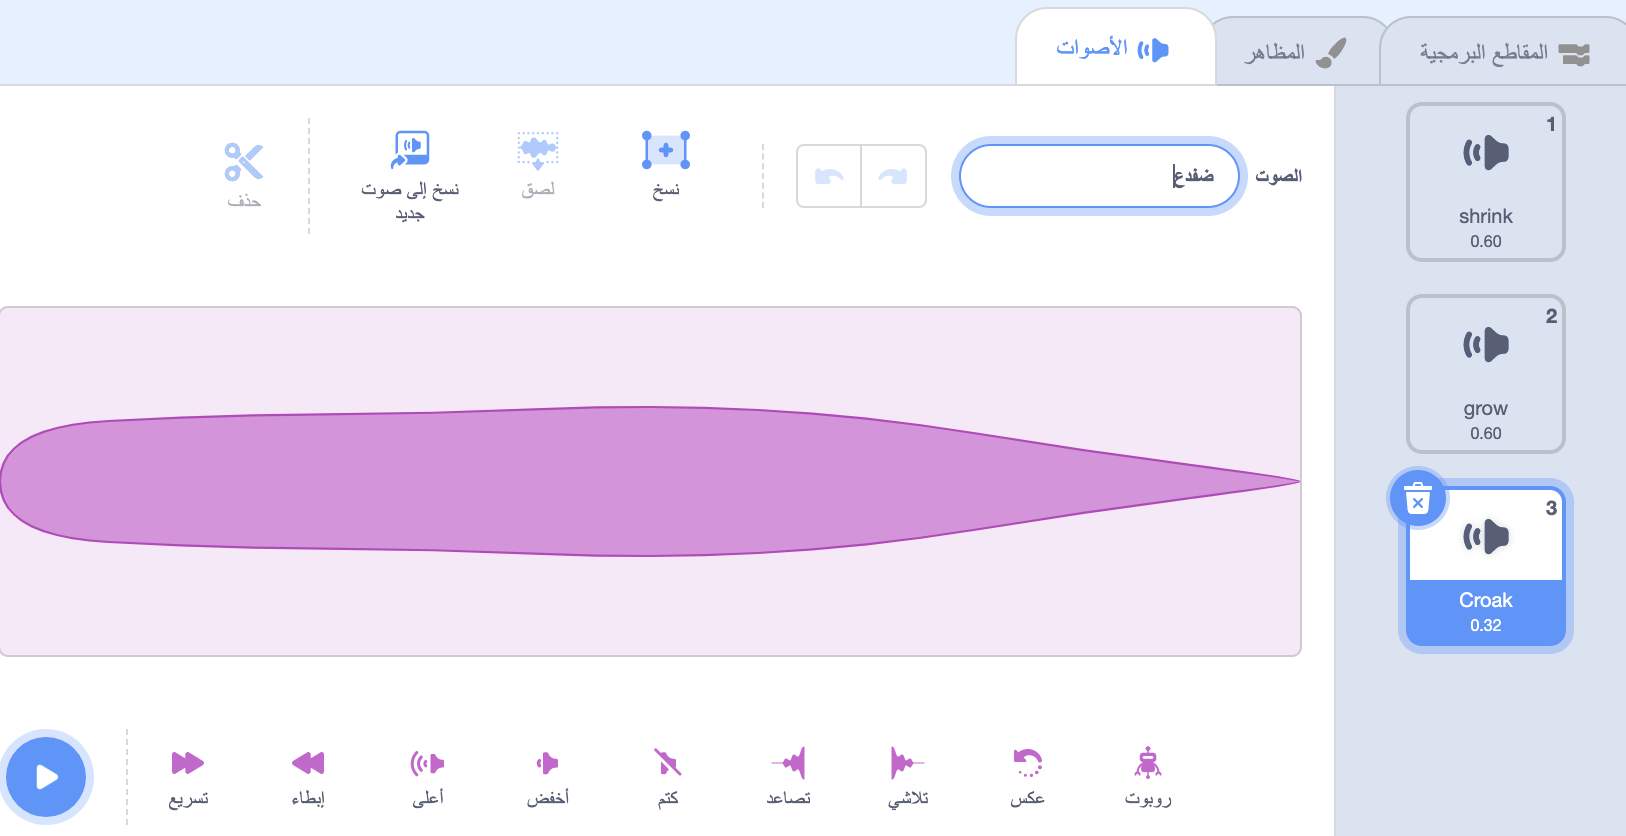 المقاطع البرمجية
المظاهر
الأصوات
1
shrink
0.60
2
grow
0.60
3
Croak
0.32
الصوت
ضفدع
نسخ
لصق
نسخ إلى صوت
جديد
حذف
روبوت
عكس
تلاشي
تصاعد
كتم
أخفض
أعلى
إبطاء
تسريع